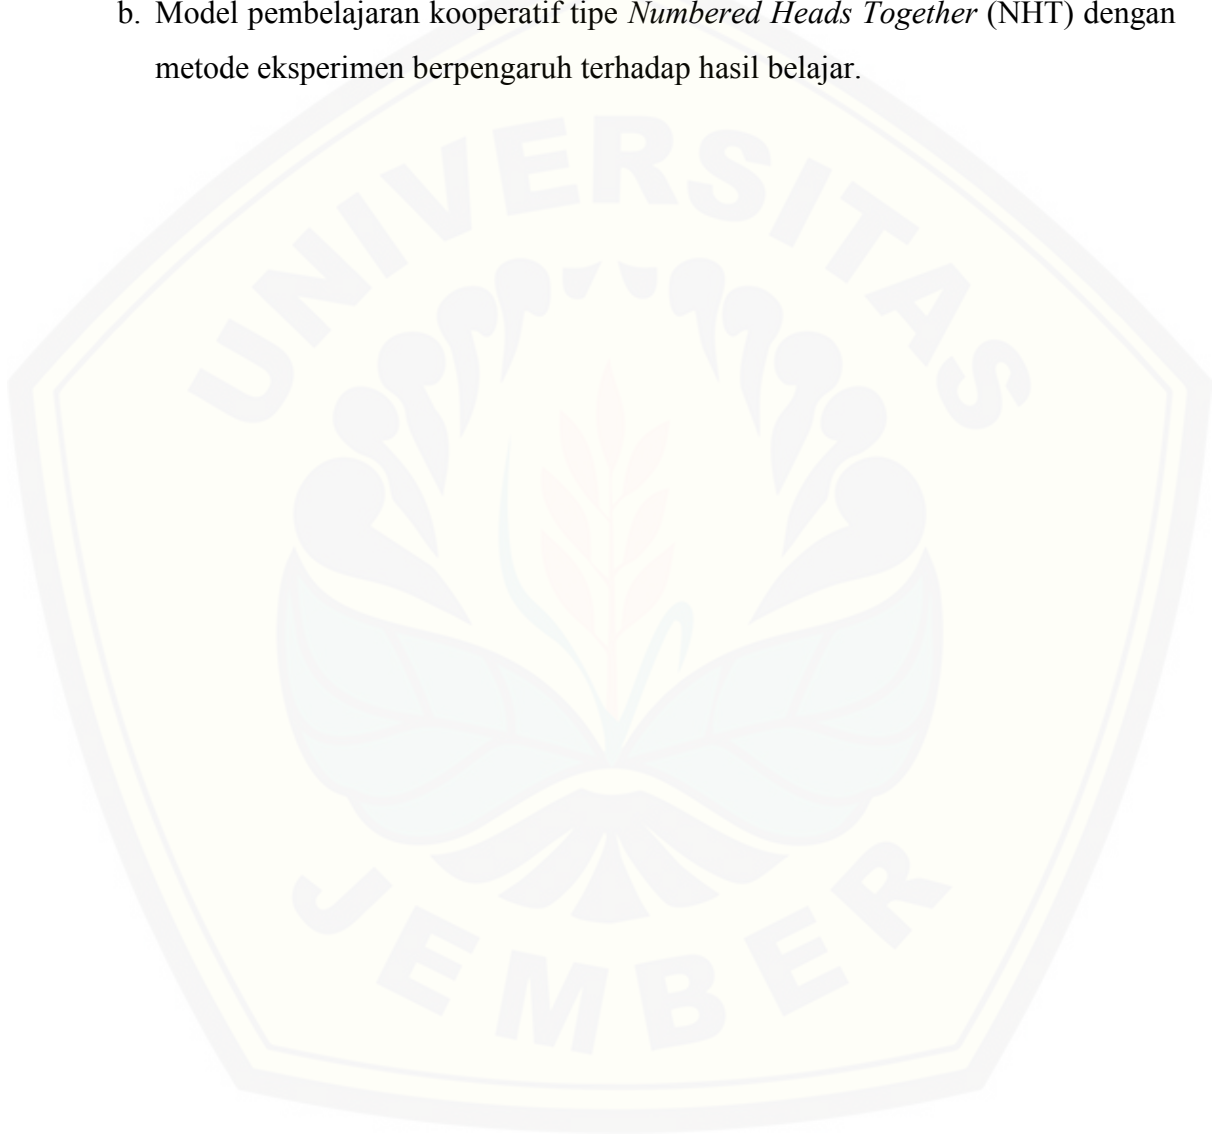 b. Model pembelajaran kooperatif tipe Numbered Heads Together (NHT) dengan
metode eksperimen berpengaruh terhadap hasil belajar.
UNIVERSITAS
JEMBER